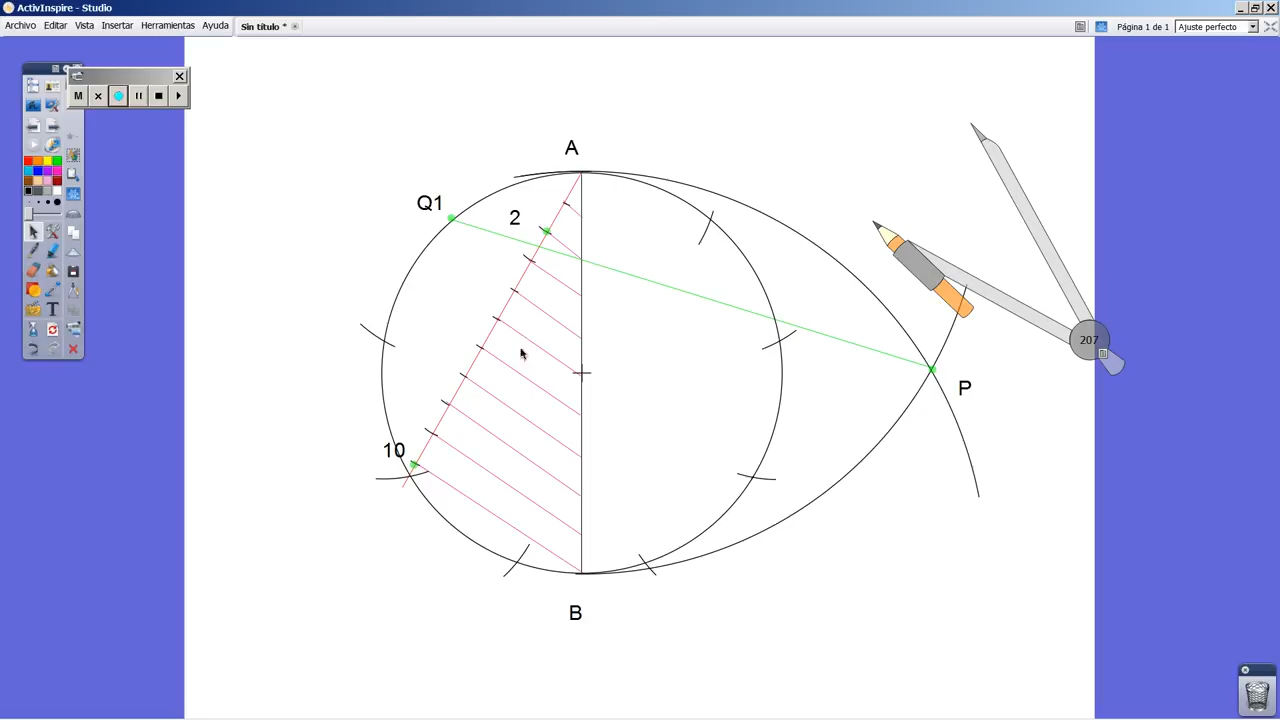 ActivInspire - Studio
Archivo Editar Vista Insertar Herramientas Ayuda
Sin título *
Página 1 de 1
Ajuste perfecto
M
T
A
Q1
2
207
P
10
B